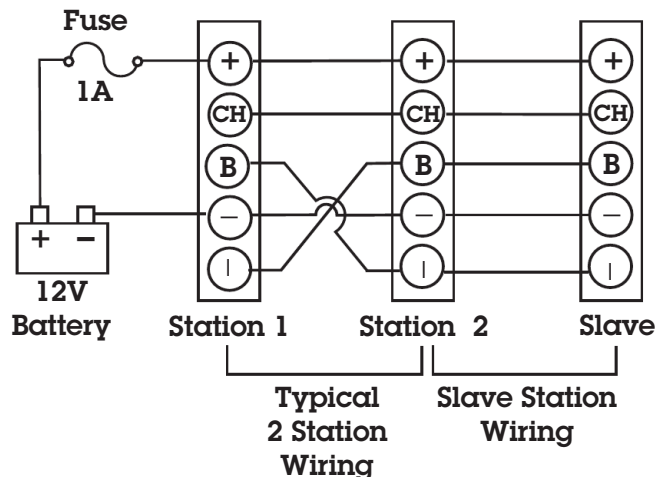 Fuse
1A
+ + +
CH CH CH
B B B
− − −
+ −
| | |
12V
Battery
Station 1 Station 2 Slave
Typical
2 Station
Wiring
Slave Station
Wiring